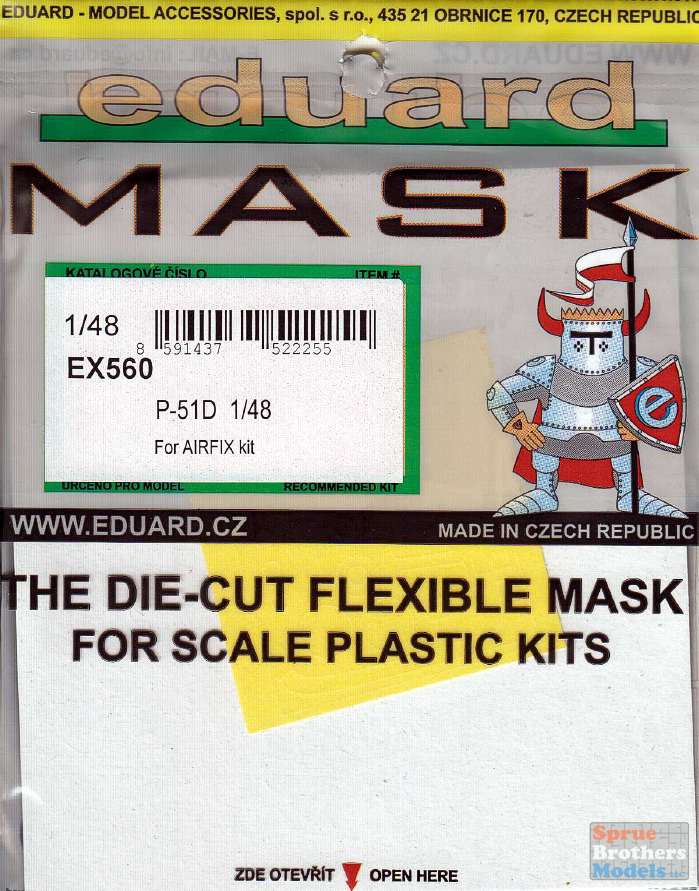 EDUARD - MODEL ACCESSORIES, spol. s r.o., 435 21 OBRNICE 170, CZECH REPUBLIC
eduard
MASK
KATALOGOVÉ ČÍSLO ITEM #
1/48
8 591437 522255
EX560
P-51D 1/48
For AIRFIX kit
URČENO PRO MODEL RECOMMENDED KIT
e
WWW.EDUARD.CZ MADE IN CZECH REPUBLIC
THE DIE-CUT FLEXIBLE MASK
FOR SCALE PLASTIC KITS
ZDE OTEVŘÍT OPEN HERE
Sprue
Brothers
Models LLC